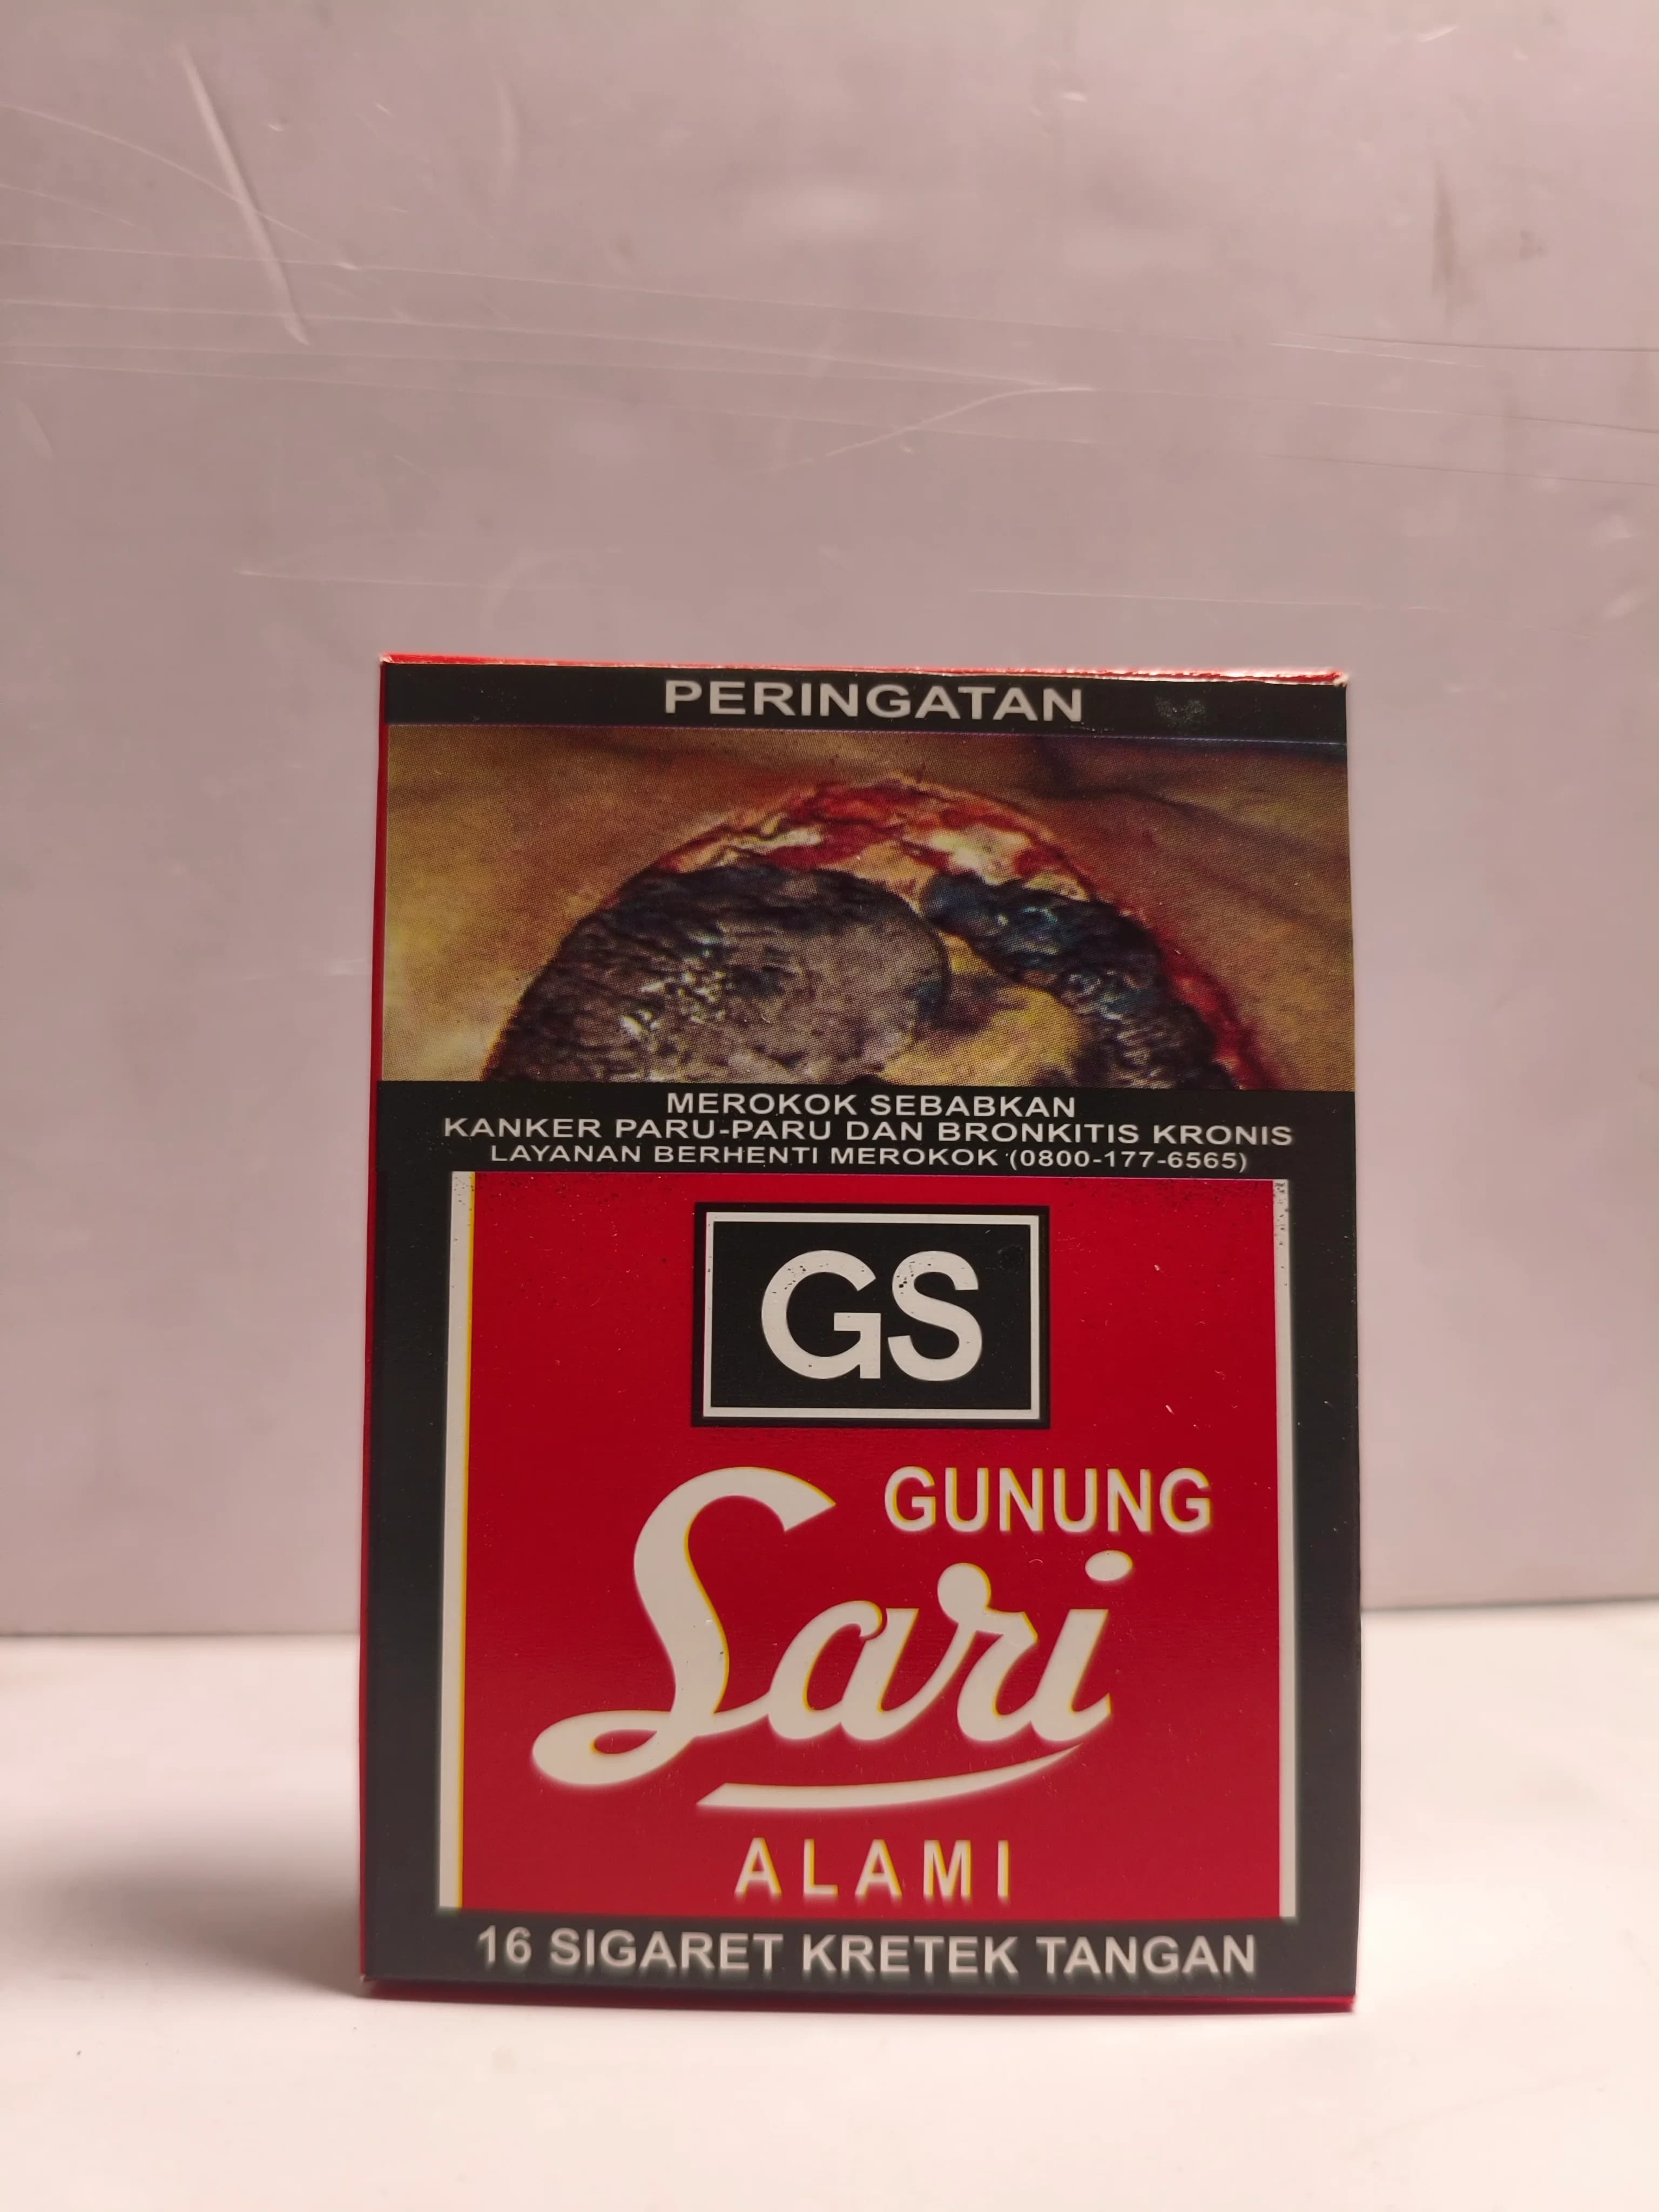 PERINGATAN
MEROKOK SEBABKAN
KANKER PARU-PARU DAN BRONKITIS KRONIS
LAYANAN BERHENTI MEROKOK (0800-177-6565)
GS
GUNUNG
Sari
ALAMI
16 SIGARET KRETEK TANGAN